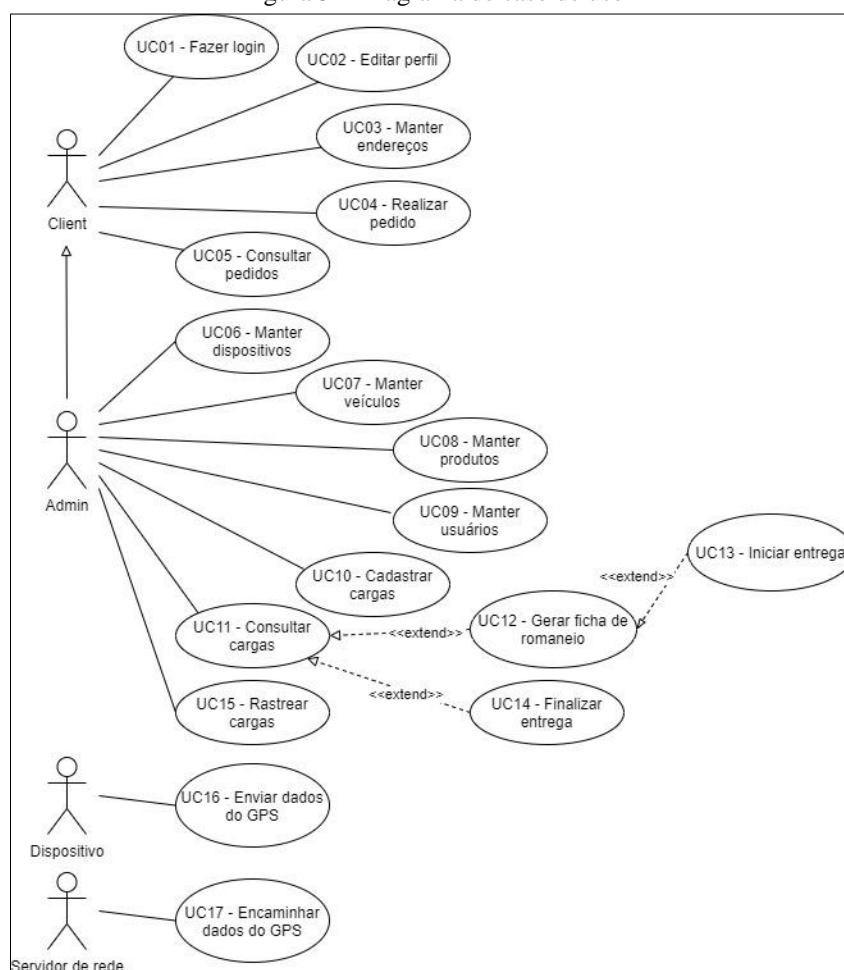 UC01 - Fazer login
UC02 - Editar perfil
UC03 - Manter
endereços
Client
UC04 - Realizar
pedido
UC05 - Consultar
pedidos
UC06 - Manter
dispositivos
UC07 - Manter
veículos
Admin
UC08 - Manter
produtos
UC09 - Manter
usuários
UC10 - Cadastrar
cargas
UC13 - Iniciar entrega
<<extend>>
UC11 - Consultar
cargas
<<extend>>
UC12 - Gerar ficha de
romaneio
<<extend>>
UC14 - Finalizar
entrega
UC15 - Rastrear
cargas
UC16 - Enviar dados
do GPS
Dispositivo
UC17 - Encaminhar
dados do GPS
Servidor de rede